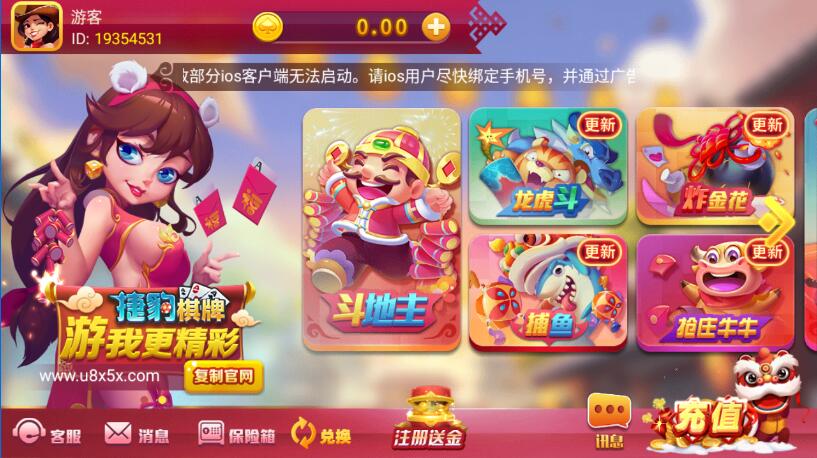 游客
ID: 19354531
0.00
部分ios客户端无法启动。请ios用户尽快绑定手机号，并通过广告
斗地主
更新
龙虎斗
更新
炸金花
更新
捕鱼
更新
抢庄牛牛
A
A
福
福
捷豹棋牌
游我更精彩
www.u8x5x.com
复制官网
客服
消息
保险箱
兑换
注册送金
讯息
充值